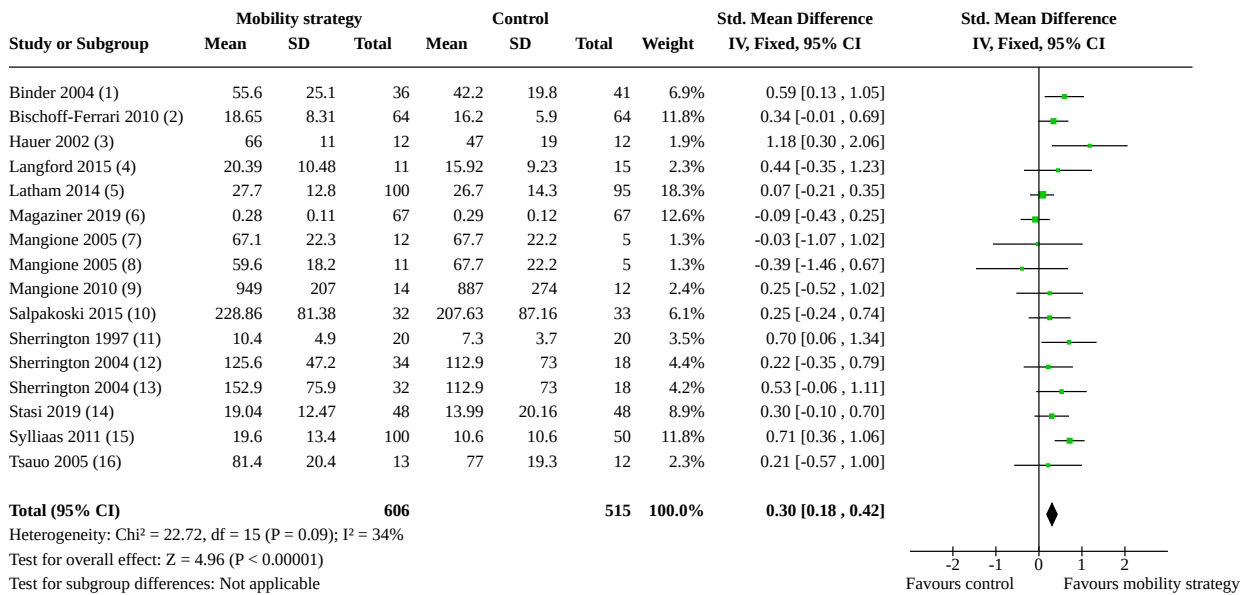 Mobility strategy Control Std. Mean Difference Std. Mean Difference
Study or Subgroup Mean SD Total Mean SD Total Weight IV, Fixed, 95% CI IV, Fixed, 95% CI
Binder 2004 (1) 55.6 25.1 36 42.2 19.8 41 6.9% 0.59 [0.13 , 1.05]
Bischoff-Ferrari 2010 (2) 18.65 8.31 64 16.2 5.9 64 11.8% 0.34 [-0.01 , 0.69]
Hauer 2002 (3) 66 11 12 47 19 12 1.9% 1.18 [0.30 , 2.06]
Langford 2015 (4) 20.39 10.48 11 15.92 9.23 15 2.3% 0.44 [-0.35 , 1.23]
Latham 2014 (5) 27.7 12.8 100 26.7 14.3 95 18.3% 0.07 [-0.21 , 0.35]
Magaziner 2019 (6) 0.28 0.11 67 0.29 0.12 67 12.6% -0.09 [-0.43 , 0.25]
Mangione 2005 (7) 67.1 22.3 12 67.7 22.2 5 1.3% -0.03 [-1.07 , 1.02]
Mangione 2005 (8) 59.6 18.2 11 67.7 22.2 5 1.3% -0.39 [-1.46 , 0.67]
Mangione 2010 (9) 949 207 14 887 274 12 2.4% 0.25 [-0.52 , 1.02]
Salpakoski 2015 (10) 228.86 81.38 32 207.63 87.16 33 6.1% 0.25 [-0.24 , 0.74]
Sherrington 1997 (11) 10.4 4.9 20 7.3 3.7 20 3.5% 0.70 [0.06 , 1.34]
Sherrington 2004 (12) 125.6 47.2 34 112.9 73 18 4.4% 0.22 [-0.35 , 0.79]
Sherrington 2004 (13) 152.9 75.9 32 112.9 73 18 4.2% 0.53 [-0.06 , 1.11]
Stasi 2019 (14) 19.04 12.47 48 13.99 20.16 48 8.9% 0.30 [-0.10 , 0.70]
Sylliaas 2011 (15) 19.6 13.4 100 10.6 10.6 50 11.8% 0.71 [0.36 , 1.06]
Tsauo 2005 (16) 81.4 20.4 13 77 19.3 12 2.3% 0.21 [-0.57 , 1.00]
Total (95% CI) 606 515 100.0% 0.30 [0.18 , 0.42]
Heterogeneity: Chi² = 22.72, df = 15 (P = 0.09); I² = 34%
Test for overall effect: Z = 4.96 (P < 0.00001)
Test for subgroup differences: Not applicable
-2 -1 0 1 2
Favours control Favours mobility strategy